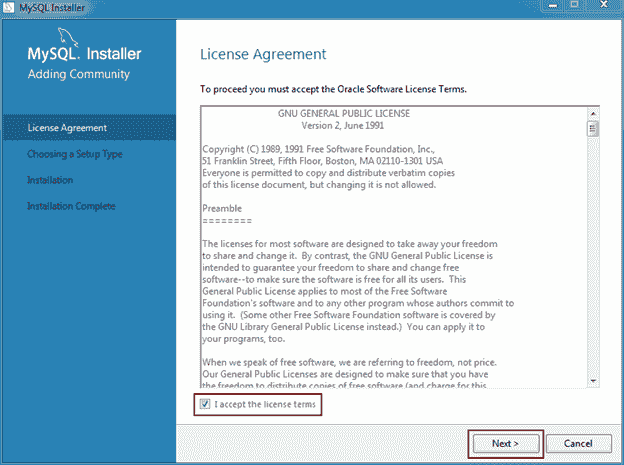 MySQL Installer
MySQL. Installer
Adding Community
License Agreement
Choosing a Setup Type
Installation
Installation Complete
License Agreement
To proceed you must accept the Oracle Software License Terms.
GNU GENERAL PUBLIC LICENSE
Version 2, June 1991
Copyright (C) 1989, 1991 Free Software Foundation, Inc.,
51 Franklin Street, Fifth Floor, Boston, MA 02110-1301 USA
Everyone is permitted to copy and distribute verbatim copies
of this license document, but changing it is not allowed.
Preamble
========
The licenses for most software are designed to take away your freedom
to share and change it. By contrast, the GNU General Public License is
intended to guarantee your freedom to share and change free
software--to make sure the software is free for all its users. This
General Public License applies to most of the Free Software
Foundation's software and to any other program whose authors commit to
using it. (Some other Free Software Foundation software is covered by
the GNU Library General Public License instead.) You can apply it to
your programs, too.
When we speak of free software, we are referring to freedom, not price.
Our General Public Licenses are designed to make sure that you have
the freedom to distribute copies of free software (and charge for this
I accept the license terms
Next >
Cancel